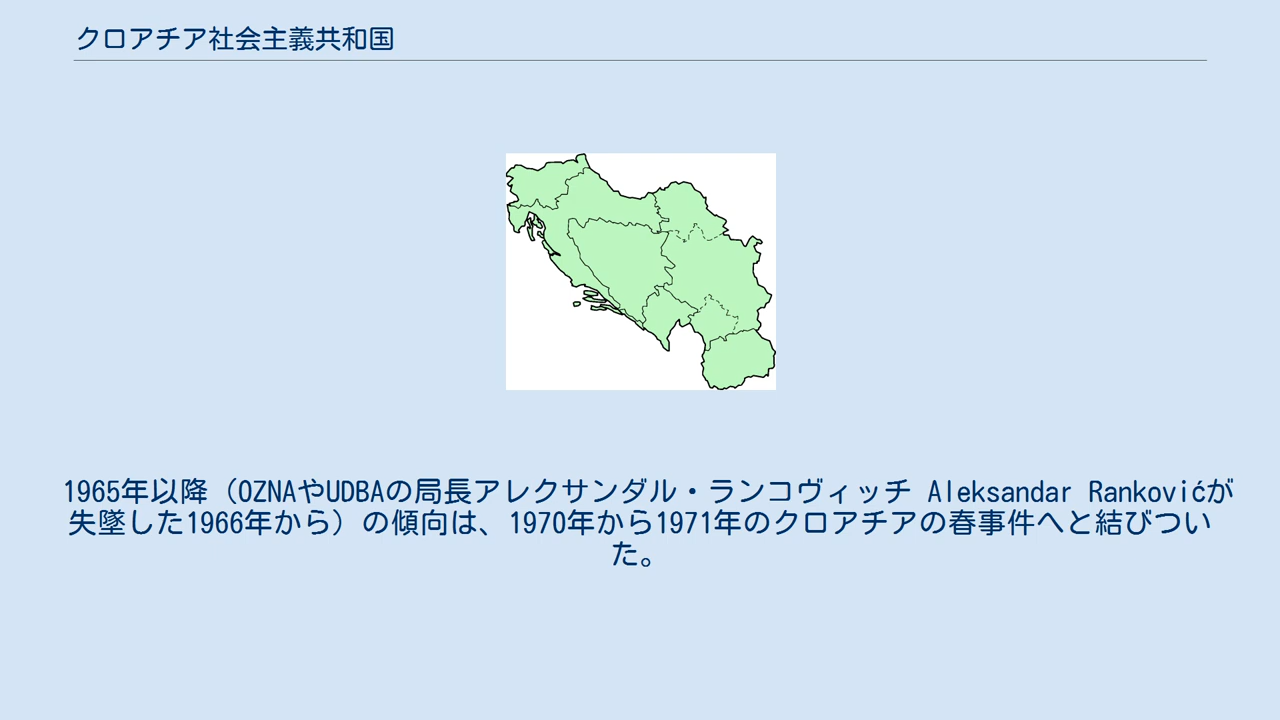 クロアチア社会主義共和国
1965年以降（OZNAやUDBAの局長アレクサンダル・ランコヴィッチ Aleksandar Rankovićが
失墜した1966年から）の傾向は、1970年から1971年のクロアチアの春事件へと結びつい
た。